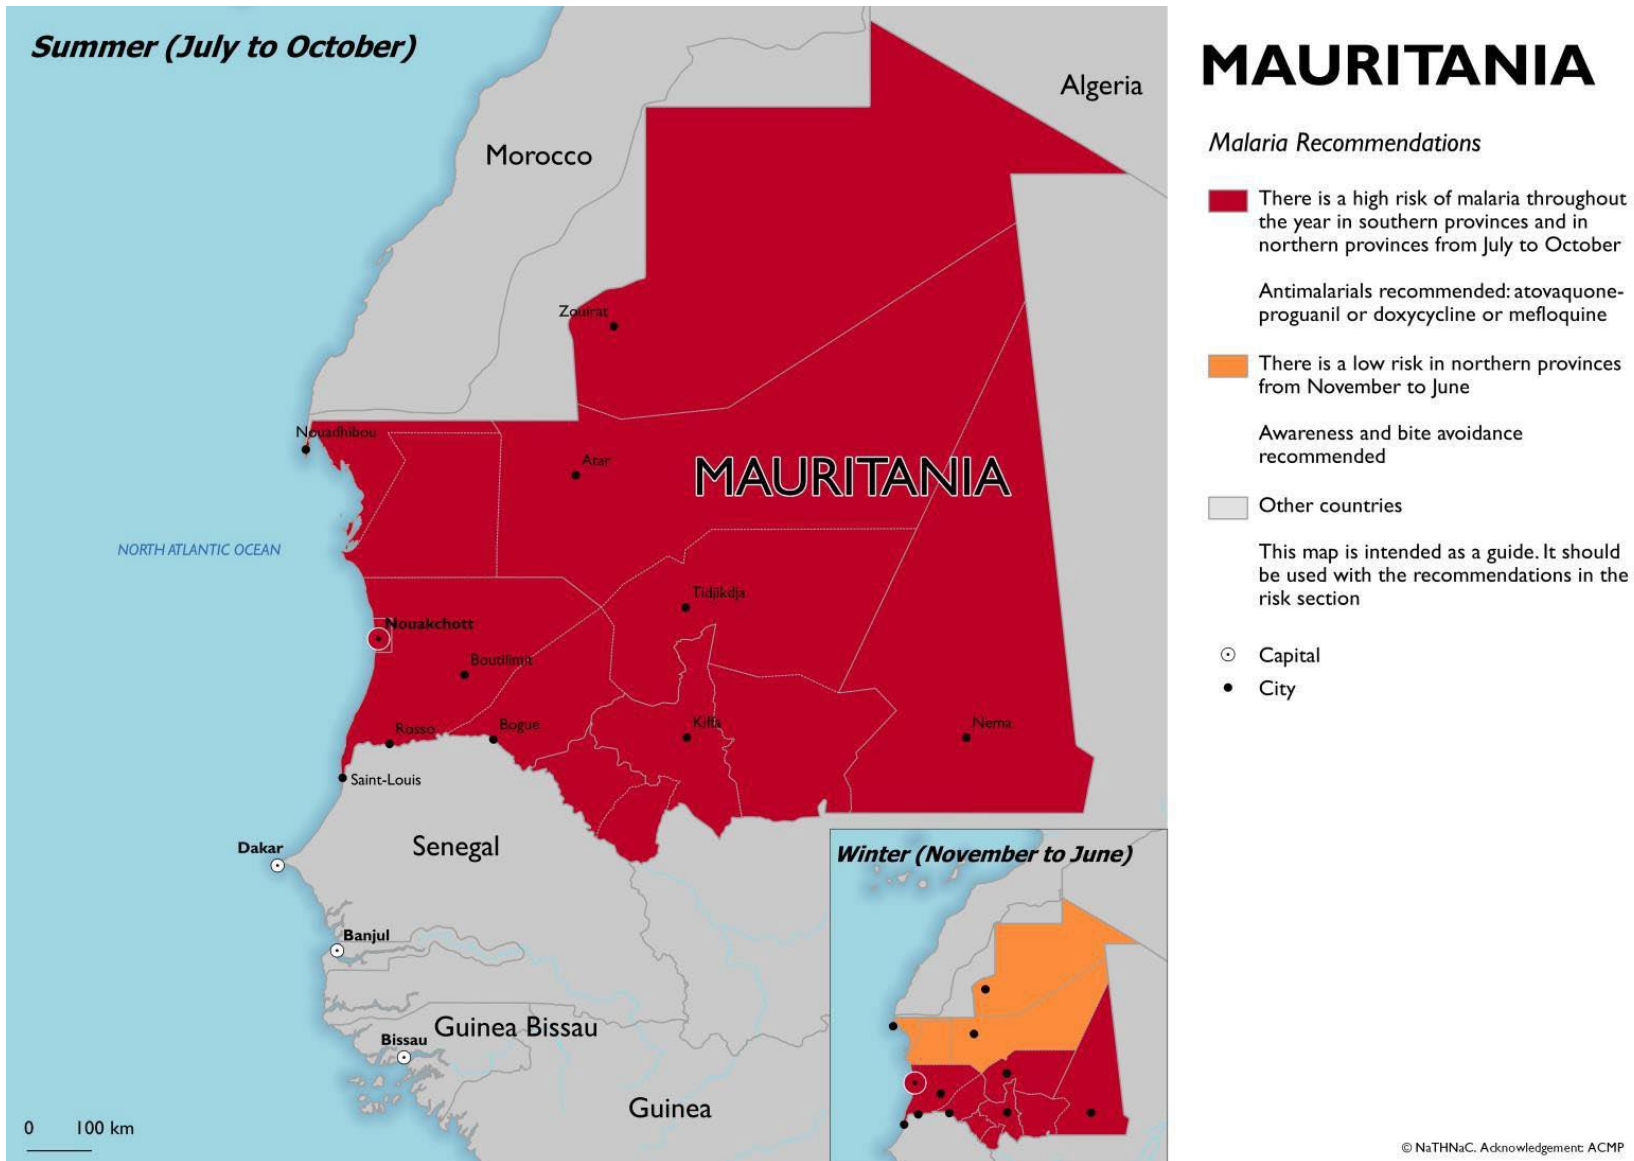 Summer (July to October)
MAURITANIA
Malaria Recommendations
There is a high risk of malaria throughout
the year in southern provinces and in
northern provinces from July to October
Antimalarials recommended: atovaquone-
proguanil or doxycycline or mefloquine
There is a low risk in northern provinces
from November to June
Awareness and bite avoidance
recommended
Other countries
This map is intended as a guide. It should
be used with the recommendations in the
risk section
Capital
City
Algeria
Morocco
Zouirat
Nouadhibou
Atar
MAURITANIA
NORTH ATLANTIC OCEAN
Tidjikdja
Nouakchott
Boutilimit
Rosso
Bogue
Kiffa
Nema
Saint-Louis
Dakar
Senegal
Winter (November to June)
Banjul
Guinea Bissau
Bissau
Guinea
0 100 km
© NaTHNaC. Acknowledgement: ACMP